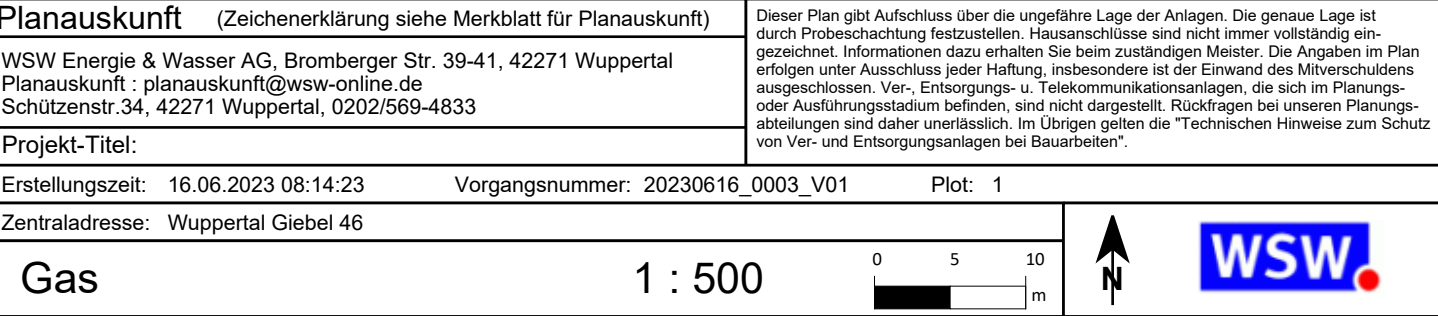 Planauskunft (Zeichenerklärung siehe Merkblatt für Planauskunft)
WSW Energie & Wasser AG, Bromberger Str. 39-41, 42271 Wuppertal
Planauskunft : planauskunft@wsw-online.de
Schützenstr.34, 42271 Wuppertal, 0202/569-4833
Projekt-Titel:
Dieser Plan gibt Aufschluss über die ungefähre Lage der Anlagen. Die genaue Lage ist
durch Probeschachtung festzustellen. Hausanschlüsse sind nicht immer vollständig ein-
gezeichnet. Informationen dazu erhalten Sie beim zuständigen Meister. Die Angaben im Plan
erfolgen unter Ausschluss jeder Haftung, insbesondere ist der Einwand des Mitverschuldens
ausgeschlossen. Ver-, Entsorgungs- u. Telekommunikationsanlagen, die sich im Planungs-
oder Ausführungsstadium befinden, sind nicht dargestellt. Rückfragen bei unseren Planungs-
abteilungen sind daher unerlässlich. Im Übrigen gelten die "Technischen Hinweise zum Schutz
von Ver- und Entsorgungsanlagen bei Bauarbeiten".
Erstellungszeit: 16.06.2023 08:14:23 Vorgangsnummer: 20230616_0003_V01 Plot: 1
Zentraladresse: Wuppertal Giebel 46
Gas 1 : 500
0 5 10
m
N
WSW.